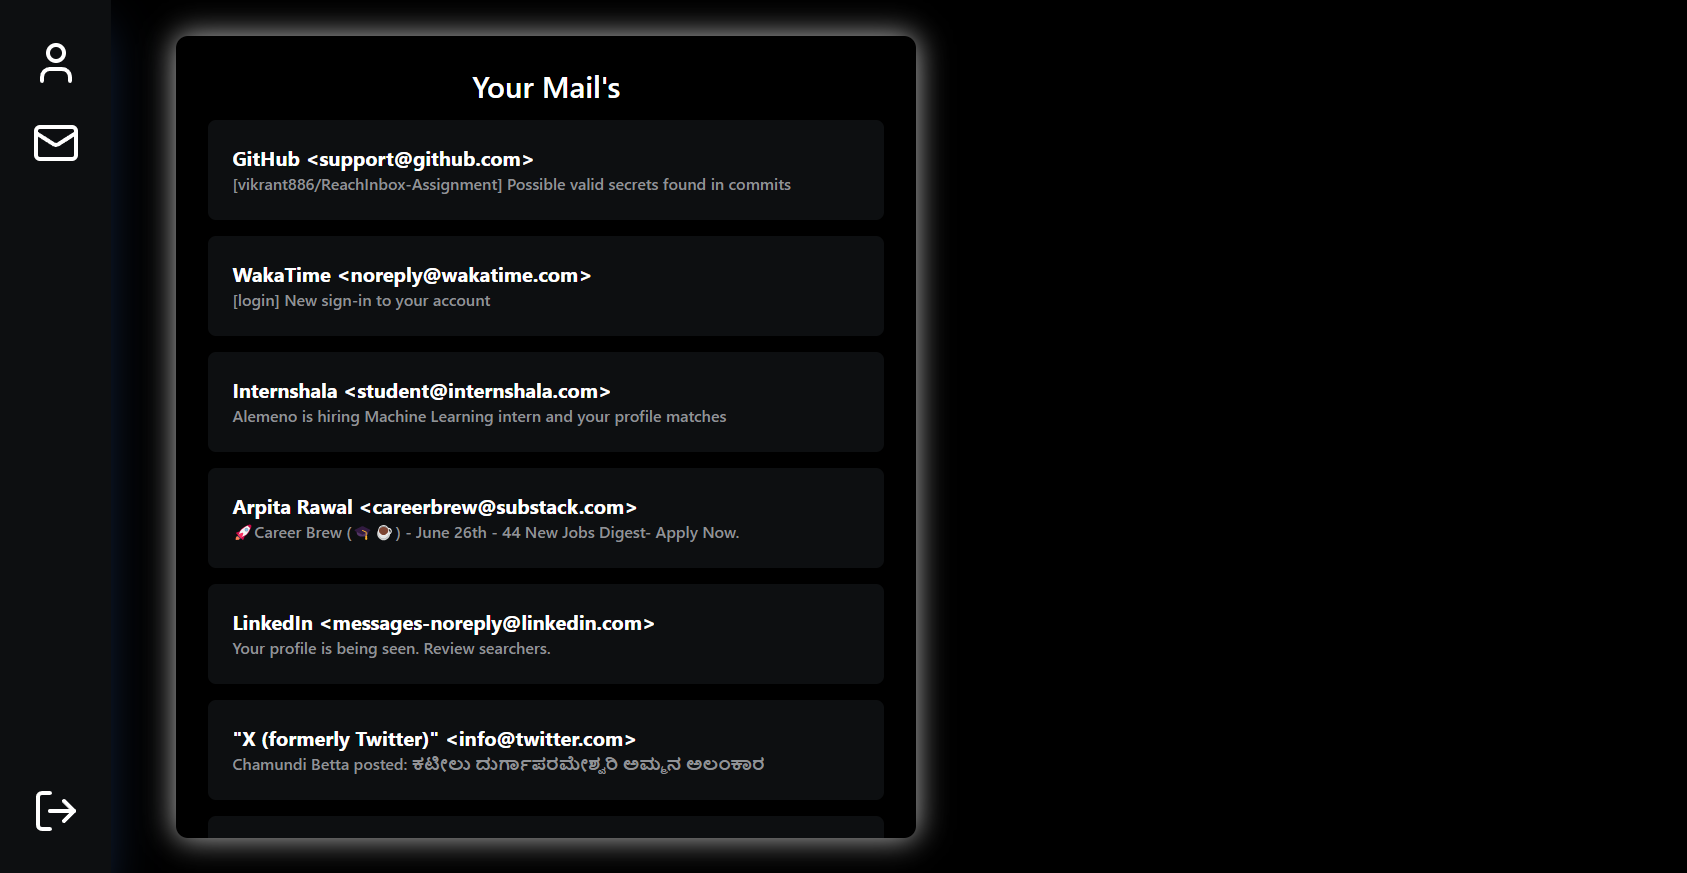 Your Mail's
GitHub <support@github.com>
[vikrant886/ReachInbox-Assignment] Possible valid secrets found in commits
WakaTime <noreply@wakatime.com>
[login] New sign-in to your account
Internshala <student@internshala.com>
Alemeno is hiring Machine Learning intern and your profile matches
Arpita Rawal <careerbrew@substack.com>
🚀Career Brew (🎓 ☕) - June 26th - 44 New Jobs Digest- Apply Now.
LinkedIn <messages-noreply@linkedin.com>
Your profile is being seen. Review searchers.
"X (formerly Twitter)" <info@twitter.com>
Chamundi Betta posted: ಕಟೀಲು ದುರ್ಗಾಪರಮೇಶ್ವರಿ ಅಮ್ಮನ ಅಲಂಕಾರ